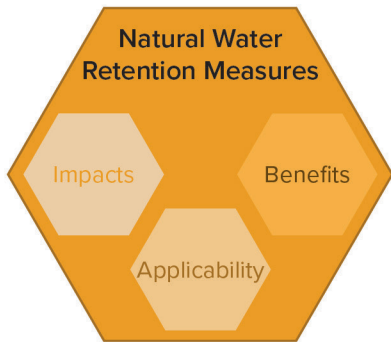 Natural Water
Retention Measures
Impacts
Benefits
Applicability